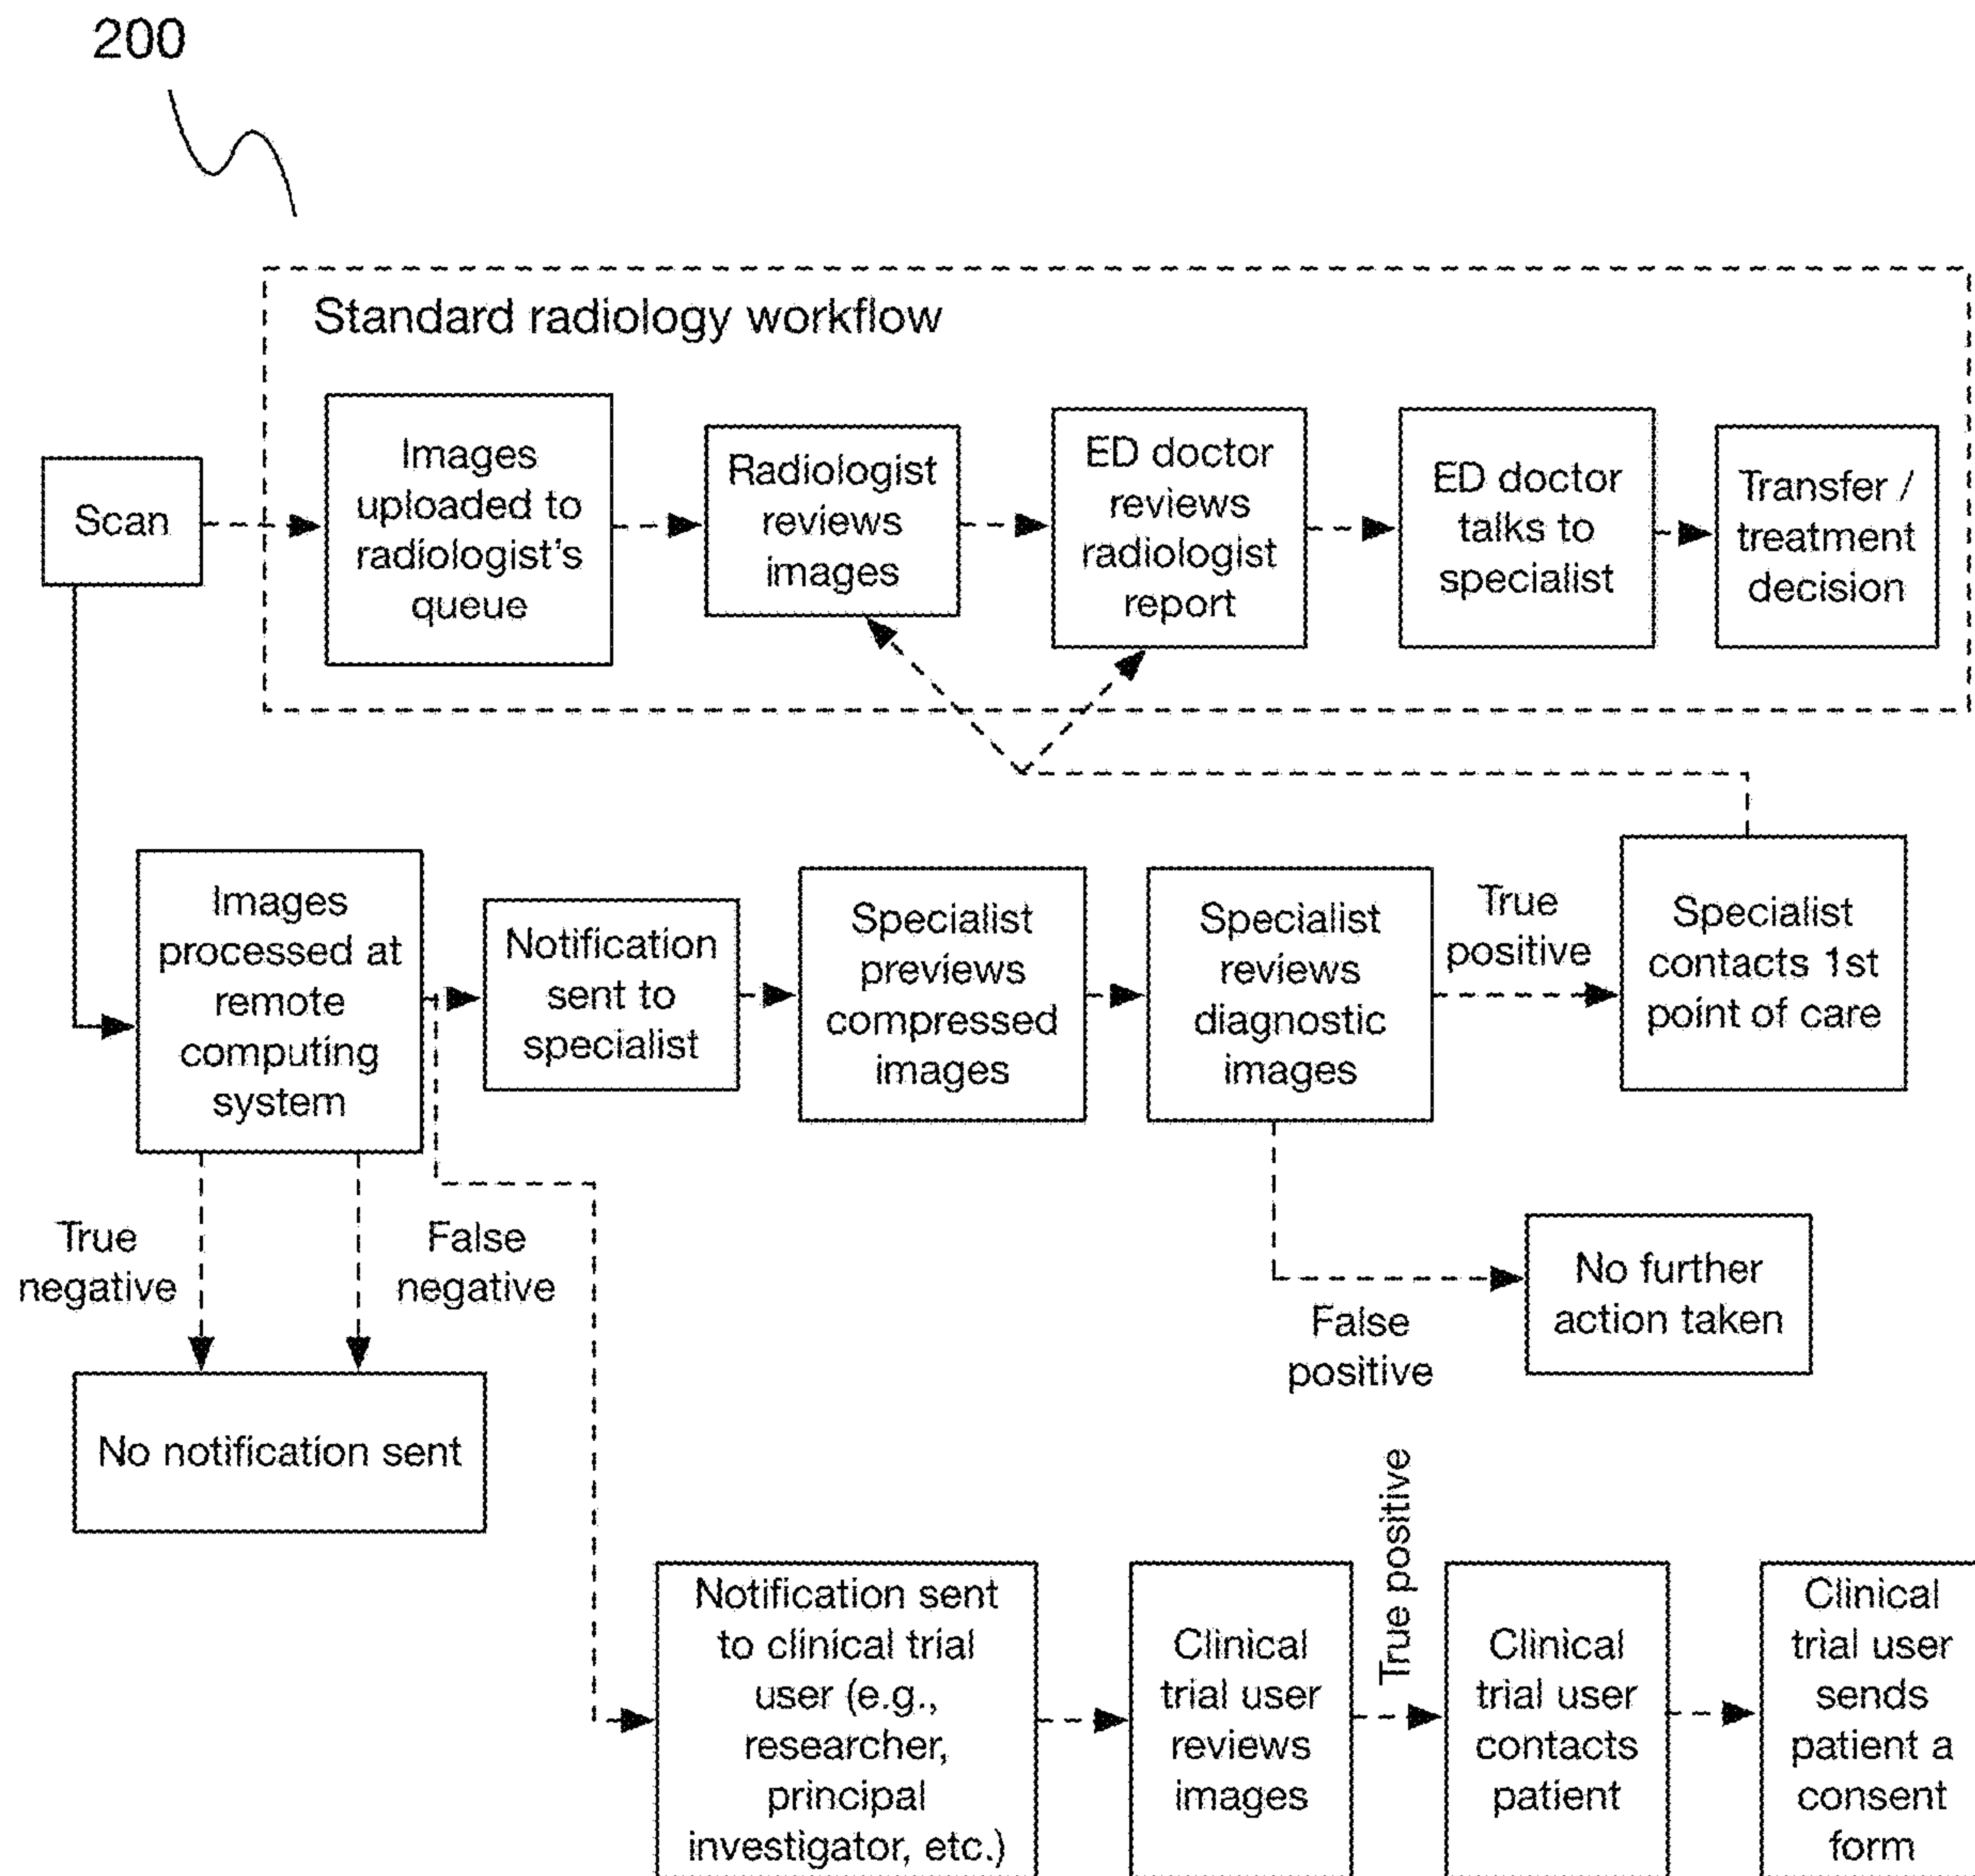 200
Standard radiology workflow
Scan
Images
uploaded to
radiologist's
queue
Radiologist
reviews
images
ED doctor
reviews
radiologist
report
ED doctor
talks to
specialist
Transfer /
treatment
decision
Images
processed at
remote
computing
system
Notification
sent to
specialist
Specialist
previews
compressed
images
Specialist
reviews
diagnostic
images
True
positive
Specialist
contacts 1st
point of care
True
negative
False
negative
False
positive
No further
action taken
No notification sent
Notification sent
to clinical trial
user (e.g.,
researcher,
principal
investigator, etc.)
Clinical
trial user
reviews
images
True positive
Clinical
trial user
contacts
patient
Clinical
trial user
sends
patient a
consent
form